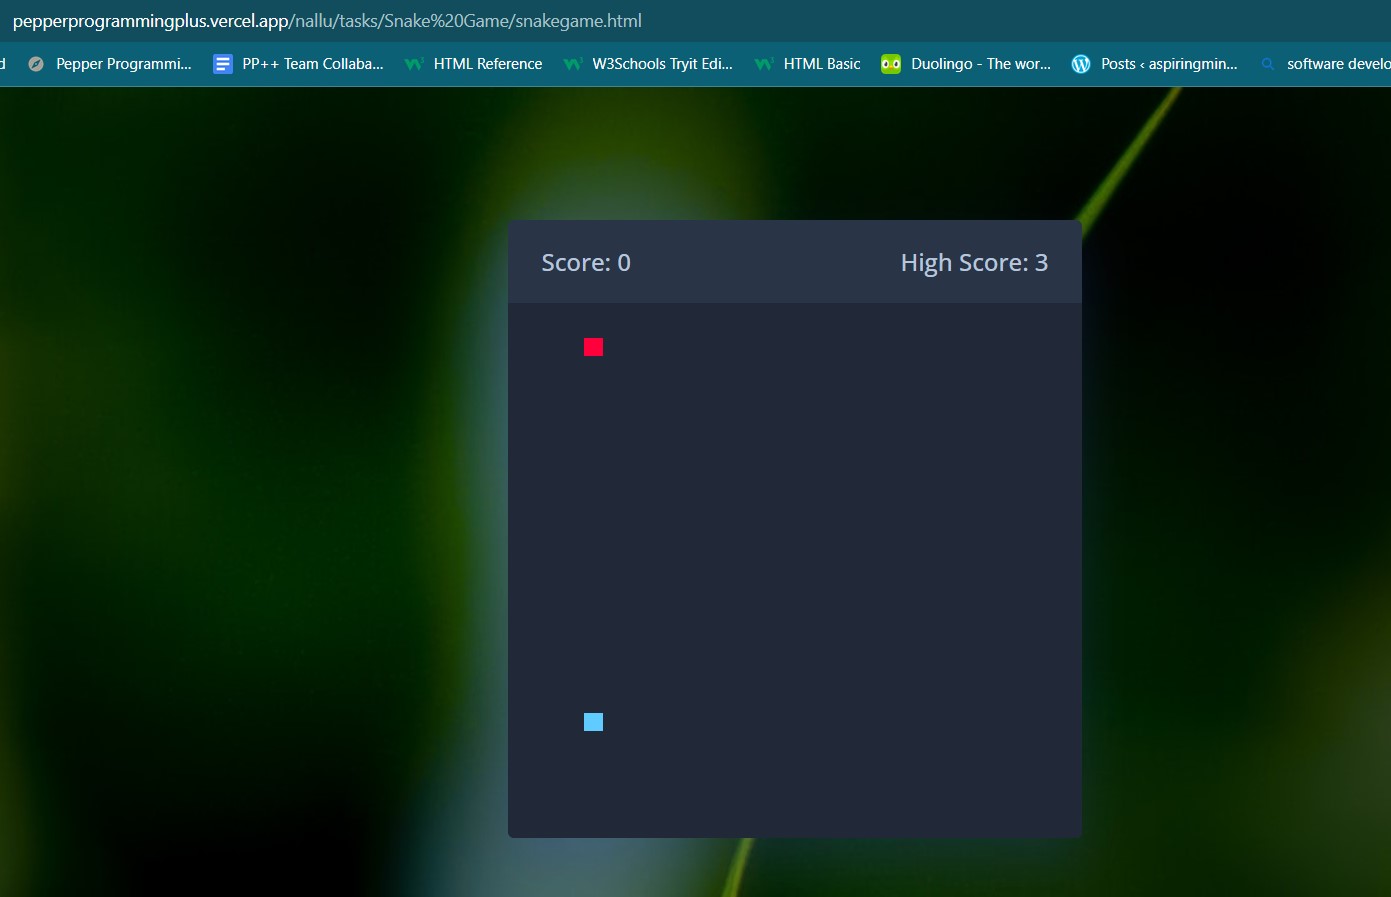 pepperprogrammingplus.vercel.app/nallu/tasks/Snake%20Game/snakegame.html
d Pepper Programmi... PP++ Team Collaba... HTML Reference W3Schools Tryit Edi... HTML Basic Duolingo - The wor... Posts ‹ aspiringmin... software develo
Score: 0 High Score: 3